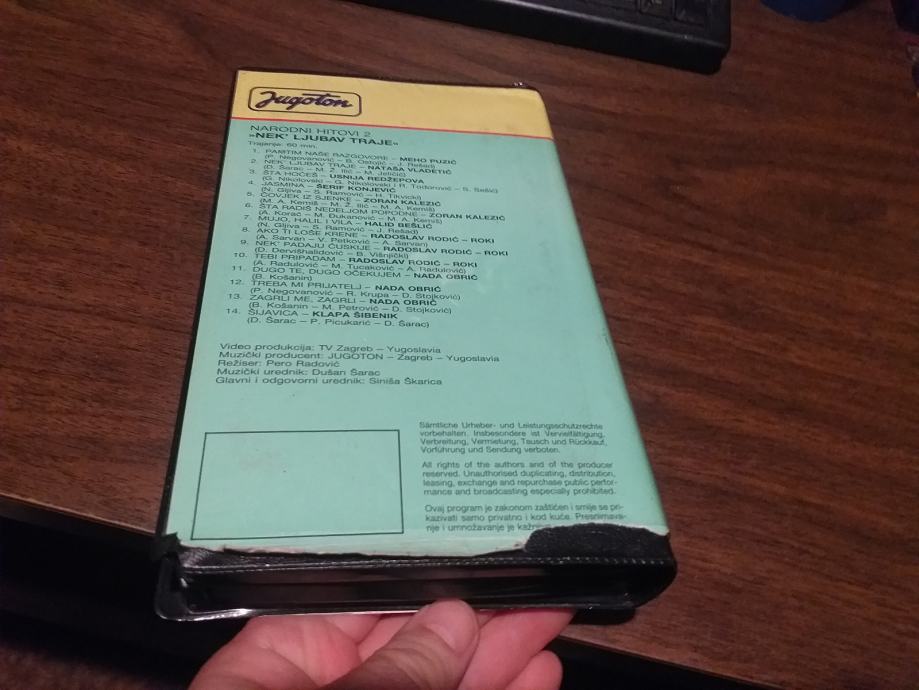 Jugoton
NARODNI HITOVI 2
»NEK' LJUBAV TRAJE«
Trajanje: 60 min.
1. PAMTIM NAŠE RAZGOVORE – MEHO PUZIĆ
(P. Negovanović – B. Ostojić – J. Rešad)
2. NEK' LJUBAV TRAJE – NATAŠA VLADETIĆ
(D. Šarac – M. Ž. Ilić – M. Jeličić)
3. ŠTA HOĆEŠ – USNIJA REDŽEPOVA
(G. Nikolovski – G. Nikolovski i R. Todorović – S. Sešić)
4. JASMINA – ŠERIF KONJEVIĆ
(N. Gljiva – S. Ramović – H. Tikvicki)
5. ČOVJEK IZ SJENKE – ZORAN KALEZIĆ
(M. A. Kemiš – M. Ž. Ilić – M. A. Kemiš)
6. ŠTA RADIŠ NEDELJOM POPODNE – ZORAN KALEZIĆ
(A. Korać – M. Đukanović – M. A. Kemiš)
7. MUJO, HALIL I VILA – HALID BEŠLIĆ
(N. Gljiva – S. Ramović – J. Rešad)
8. AKO TI LOŠE KRENE – RADOSLAV RODIĆ – ROKI
(A. Sarvan – V. Petković – A. Sarvan)
9. NEK' PADAJU ĆUSKIJE – RADOSLAV RODIĆ – ROKI
(D. Dervišhalidović – B. Višnjički)
10. TEBI PRIPADAM – RADOSLAV RODIĆ – ROKI
(A. Radulović – M. Tucaković – A. Radulović)
11. DUGO TE, DUGO OČEKUJEM – NADA OBRIĆ
(B. Košanin)
12. TREBA MI PRIJATELJ – NADA OBRIĆ
(P. Negovanović – R. Krupa – D. Stojković)
13. ZAGRLI ME, ZAGRLI – NADA OBRIĆ
(B. Košanin – M. Petrović – D. Stojković)
14. ŠIJAVICA – KLAPA ŠIBENIK
(D. Šarac – P. Picukarić – D. Šarac)
Video produkcija: TV Zagreb – Yugoslavia
Muzički producent: JUGOTON – Zagreb – Yugoslavia
Režiser: Pero Radović
Muzički urednik: Dušan Šarac
Glavni i odgovorni urednik: Siniša Škarica
Sämtliche Urheber- und Leistungsschutzrechte
vorbehalten. Insbesondere ist Vervielfältigung,
Verbreitung, Vermietung, Tausch und Rückkauf,
Vorführung und Sendung verboten.
All rights of the authors and of the producer
reserved. Unauthorised duplicating, distribution,
leasing, exchange and repurchase public perfor-
mance and broadcasting especially prohibited.
Ovaj program je zakonom zaštićen i smije se pri-
kazivati samo privatno i kod kuće. Presnimava-
nje i umnožavanje je